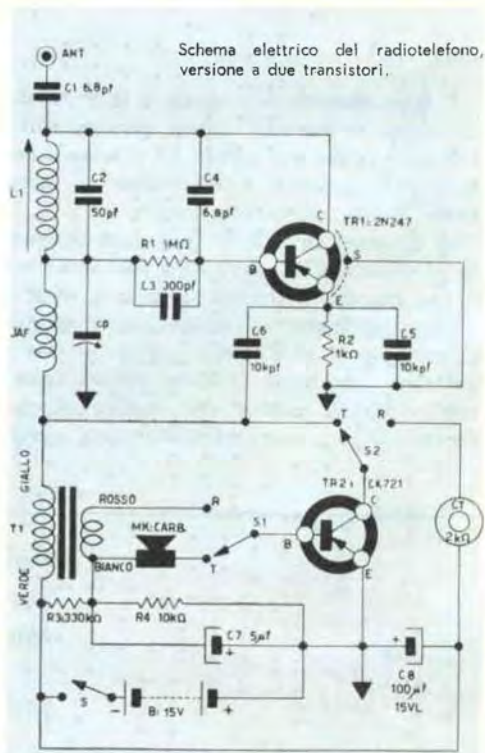 Schema elettrico del radiotelefono,
versione a due transistori.
ANT
C1 6,8pf
L1
C2
50pf
C4
6,8pf
R1 1MΩ
C3 300pf
TR1: 2N247
B
C
S
E
JAF
CP
C6
10kpf
R2
1kΩ
C5
10kpf
T
R
S2
GIALLO
T1
VERDE
ROSSO
R
MK:CARB.
BIANCO
T
S1
TR2: CK721
B
C
E
CT
2kΩ
R3:330kΩ
R4 10kΩ
C7 5µf
+
S
-
B: 15V
+
+
C8
100µf
15VL